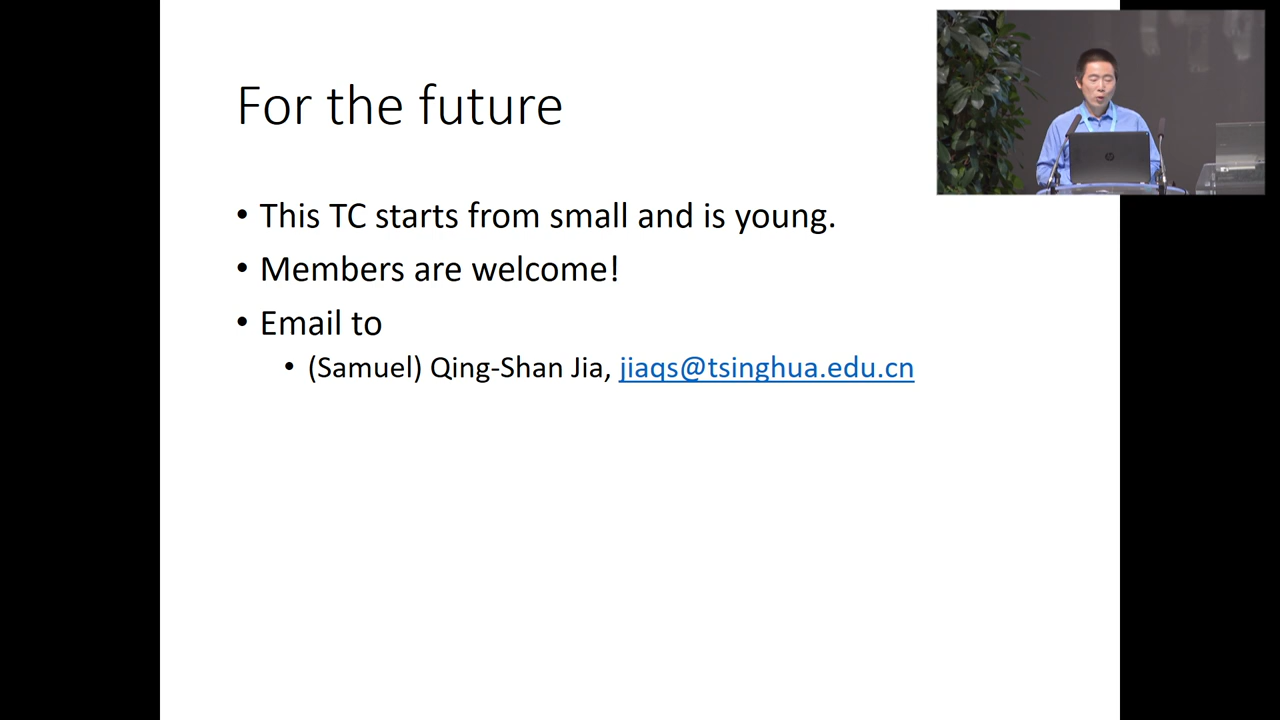 For the future
• This TC starts from small and is young.
• Members are welcome!
• Email to
• (Samuel) Qing-Shan Jia, jiaqs@tsinghua.edu.cn